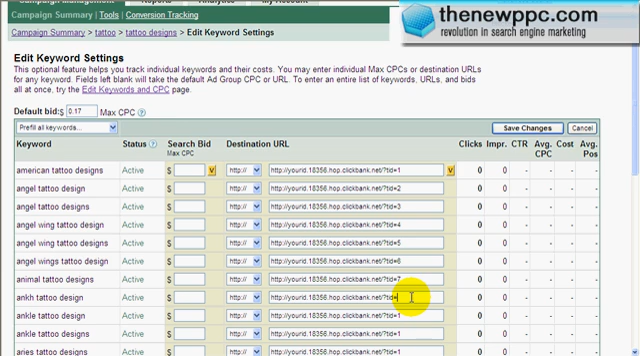 Campaign Management Reports Analytics My Account
Campaign Summary | Tools | Conversion Tracking
thenewppc.com
revolution in search engine marketing
Campaign Summary > tattoo > tattoo designs > Edit Keyword Settings
Edit Keyword Settings
This optional feature helps you track individual keywords and their costs. You may enter individual Max CPCs or destination URLs
for any keyword. Fields left blank will take the default Ad Group CPC or URL. To enter an entire list of keywords, URLs, and bids
all at once, try the Edit Keywords and CPC page.
Default bid: $ 0.17 Max CPC ?
Prefill all keywords... Save Changes Cancel
Keyword Status ? Search Bid Destination URL Clicks Impr. CTR Avg. CPC Cost Avg. Pos
Max CPC
american tattoo designs Active $ V http:// http://yourid.18356.hop.clickbank.net/?tid=1 V 0 0 - - - -
angel tattoo design Active $ http:// http://yourid.18356.hop.clickbank.net/?tid=2 0 0 - - - -
angel tattoo designs Active $ http:// http://yourid.18356.hop.clickbank.net/?tid=3 0 0 - - - -
angel wing tattoo design Active $ http:// http://yourid.18356.hop.clickbank.net/?tid=4 0 0 - - - -
angel wing tattoo designs Active $ http:// http://yourid.18356.hop.clickbank.net/?tid=5 0 0 - - - -
angel wings tattoo design Active $ http:// http://yourid.18356.hop.clickbank.net/?tid=6 0 0 - - - -
animal tattoo designs Active $ http:// http://yourid.18356.hop.clickbank.net/?tid=7 0 0 - - - -
ankh tattoo design Active $ http:// http://yourid.18356.hop.clickbank.net/?tid= 0 0 - - - -
ankle tattoo design Active $ http:// http://yourid.18356.hop.clickbank.net/?tid=1 0 0 - - - -
ankle tattoo designs Active $ http:// http://yourid.18356.hop.clickbank.net/?tid=1 0 0 - - - -
aries tattoo designs Active $ http:// http://yourid.18356.hop.clickbank.net/?tid=1 0 0 - - - -